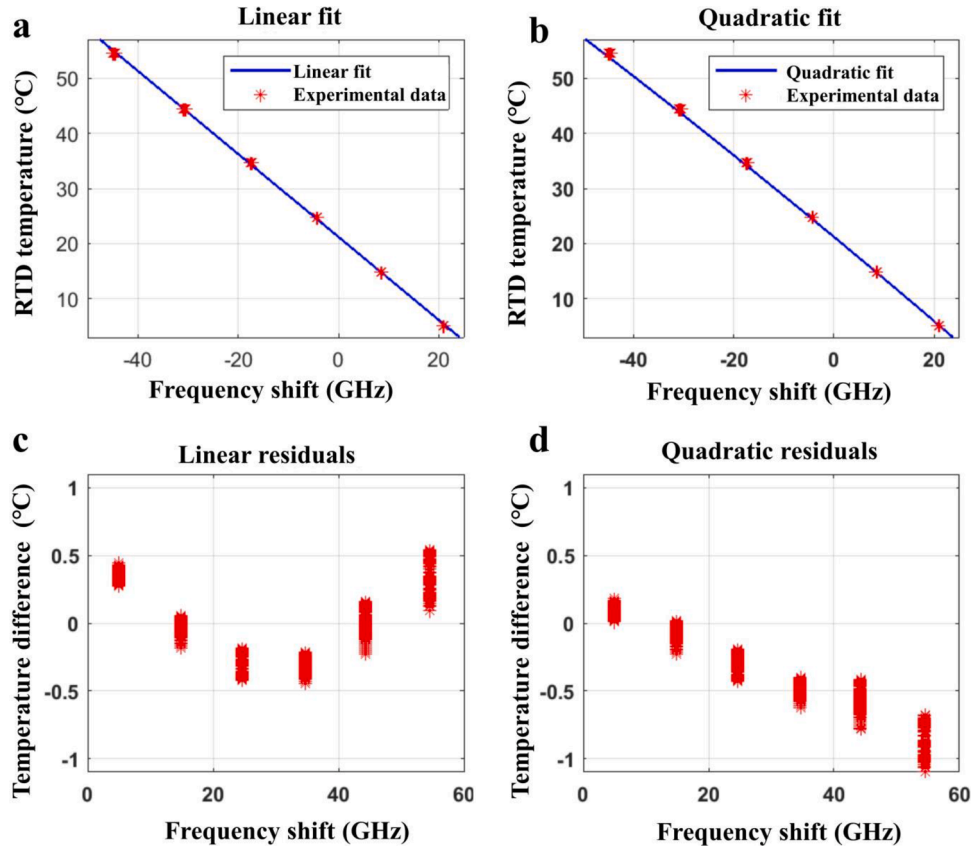 a
Linear fit
RTD temperature (°C)
50
40
30
20
10
Linear fit
Experimental data
-40
-20
0
20
Frequency shift (GHz)
b
Quadratic fit
RTD temperature (°C)
50
40
30
20
10
Quadratic fit
Experimental data
-40
-20
0
20
Frequency shift (GHz)
c
Linear residuals
Temperature difference (°C)
1
0.5
0
-0.5
-1
0
20
40
60
Frequency shift (GHz)
d
Quadratic residuals
Temperature difference (°C)
1
0.5
0
-0.5
-1
0
20
40
60
Frequency shift (GHz)